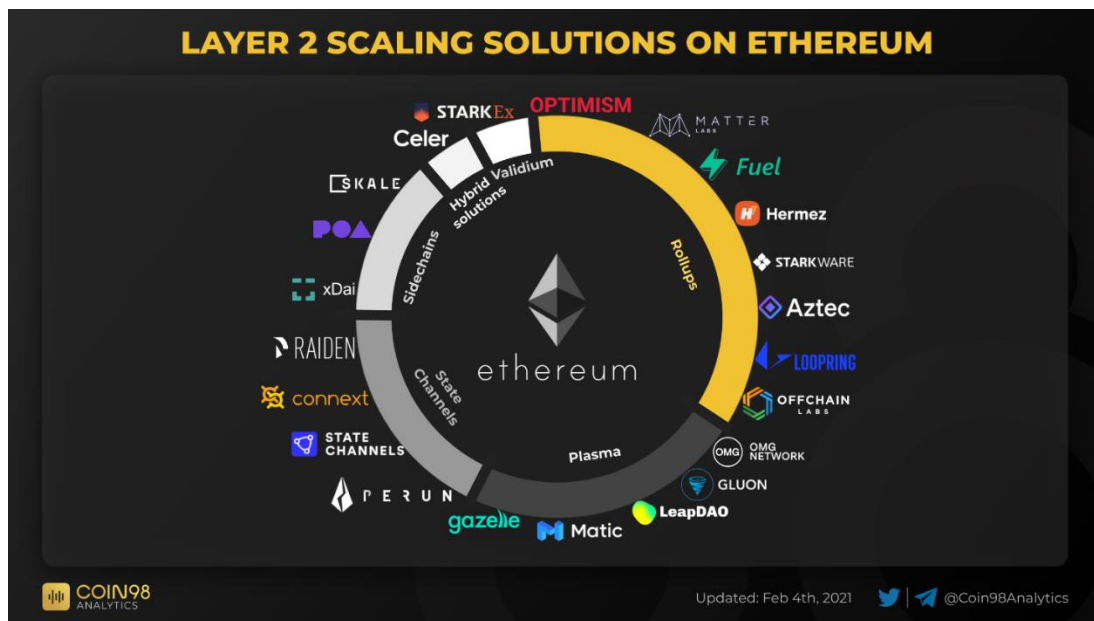 LAYER 2 SCALING SOLUTIONS ON ETHEREUM
STARKEx
OPTIMISM
Celer
MATTER
LABS
SKALE
Fuel
POA
Hermez
xDai
STARKWARE
RAIDEN
Aztec
connext
LOOPRING
STATE
CHANNELS
OFFCHAIN
LABS
PERUN
OMG
OMG
NETWORK
gazelle
GLUON
Matic
LeapDAO
Hybrid
solutions
Validium
Sidechains
Rollups
State
Channels
Plasma
ethereum
COIN98
ANALYTICS
Updated: Feb 4th, 2021
@Coin98Analytics